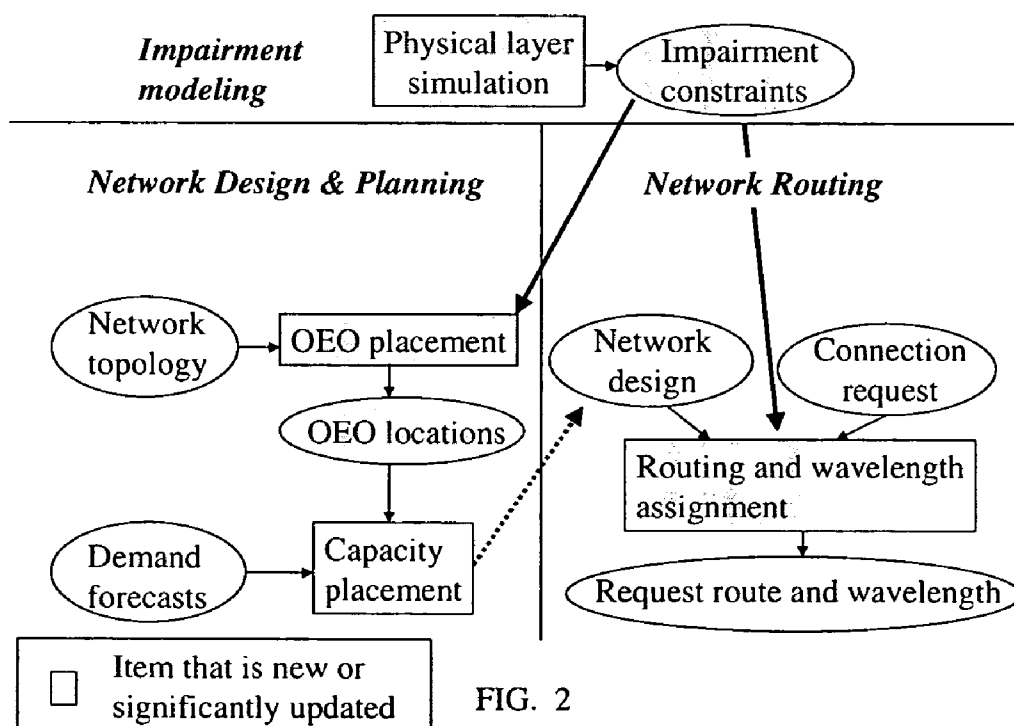 Impairment
modeling
Physical layer
simulation
Impairment
constraints
Network Design & Planning
Network Routing
Network
topology
OEO placement
OEO locations
Demand
forecasts
Capacity
placement
Network
design
Connection
request
Routing and wavelength
assignment
Request route and wavelength
Item that is new or
significantly updated
FIG. 2